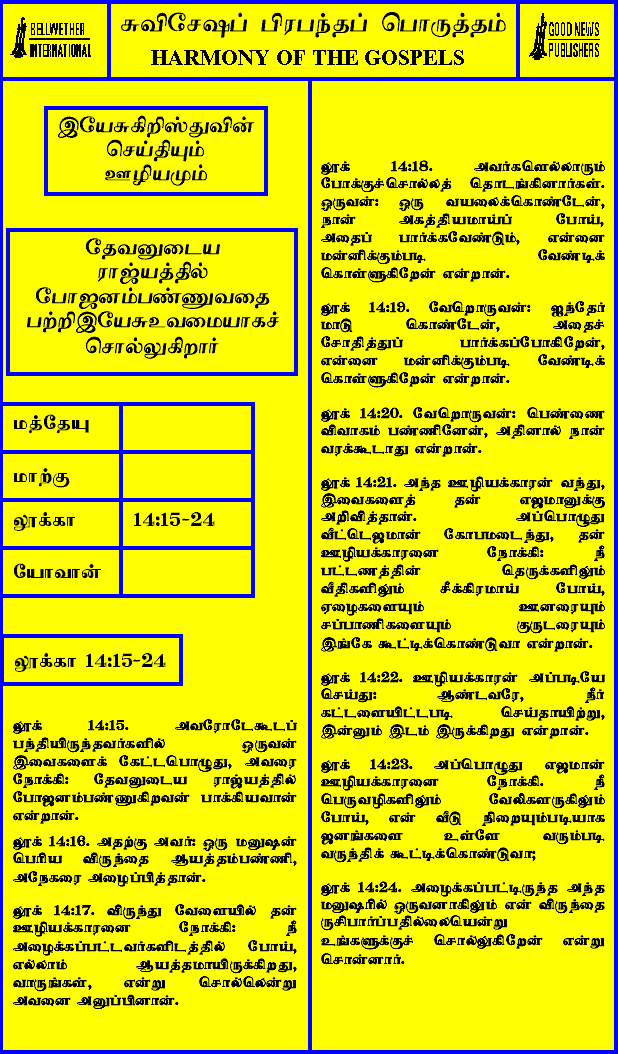 BELLWETHER
INTERNATIONAL
சுவிசேஷப் பிரபந்தப் பொருத்தம்
HARMONY OF THE GOSPELS
GOOD NEWS
PUBLISHERS
இயேசுகிறிஸ்துவின்
செய்தியும்
ஊழியமும்
தேவனுடைய
ராஜ்யத்தில்
போஜனம்பண்ணுவதை
பற்றிஇயேசுஉவமையாகச்
சொல்லுகிறார்
மத்தேயு
மாற்கு
லூக்கா 14:15-24
யோவான்
லூக்கா 14:15-24
லூக் 14:15. அவரோடேகூடப்
பந்தியிருந்தவர்களில் ஒருவன்
இவைகளைக் கேட்டபொழுது, அவரை
நோக்கி: தேவனுடைய ராஜ்யத்தில்
போஜனம்பண்ணுகிறவன் பாக்கியவான்
என்றான்.
லூக் 14:16. அதற்கு அவர்: ஒரு மனுஷன்
பெரிய விருந்தை ஆயத்தம்பண்ணி,
அநேகரை அழைப்பித்தான்.
லூக் 14:17. விருந்து வேளையில் தன்
ஊழியக்காரனை நோக்கி: நீ
அழைக்கப்பட்டவர்களிடத்தில் போய்,
எல்லாம் ஆயத்தமாயிருக்கிறது,
வாருங்கள், என்று சொல்லென்று
அவனை அனுப்பினான்.
லூக் 14:18. அவர்களெல்லாரும்
போக்குச்சொல்லத் தொடங்கினார்கள்.
ஒருவன்: ஒரு வயலைக்கொண்டேன்,
நான் அகத்தியமாய்ப் போய்,
அதைப் பார்க்கவேண்டும், என்னை
மன்னிக்கும்படி வேண்டிக்
கொள்ளுகிறேன் என்றான்.
லூக் 14:19. வேறொருவன்: ஐந்தேர்
மாடு கொண்டேன், அதைச்
சோதித்துப் பார்க்கப்போகிறேன்,
என்னை மன்னிக்கும்படி வேண்டிக்
கொள்ளுகிறேன் என்றான்.
லூக் 14:20. வேறொருவன்: பெண்ணை
விவாகம் பண்ணினேன், அதினால் நான்
வரக்கூடாது என்றான்.
லூக் 14:21. அந்த ஊழியக்காரன் வந்து,
இவைகளைத் தன் எஜமானுக்கு
அறிவித்தான். அப்பொழுது
வீட்டெஜமான் கோபமடைந்து, தன்
ஊழியக்காரனை நோக்கி: நீ
பட்டணத்தின் தெருக்களிலும்
வீதிகளிலும் சீக்கிரமாய் போய்,
ஏழைகளையும் ஊனரையும்
சப்பாணிகளையும் குருடரையும்
இங்கே கூட்டிக்கொண்டுவா என்றான்.
லூக் 14:22. ஊழியக்காரன் அப்படியே
செய்து: ஆண்டவரே, நீர்
கட்டளையிட்டபடி செய்தாயிற்று,
இன்னும் இடம் இருக்கிறது என்றான்.
லூக் 14:23. அப்பொழுது எஜமான்
ஊழியக்காரனை நோக்கி. நீ
பெருவழிகளிலும் வேலிகளருகிலும்
போய், என் வீடு நிறையும்படியாக
ஜனங்களை உள்ளே வரும்படி
வருந்திக் கூட்டிக்கொண்டுவா;
லூக் 14:24. அழைக்கப்பட்டிருந்த அந்த
மனுஷரில் ஒருவனாகிலும் என் விருந்தை
ருசிபார்ப்பதில்லையென்று
உங்களுக்குச் சொல்லுகிறேன் என்று
சொன்னார்.